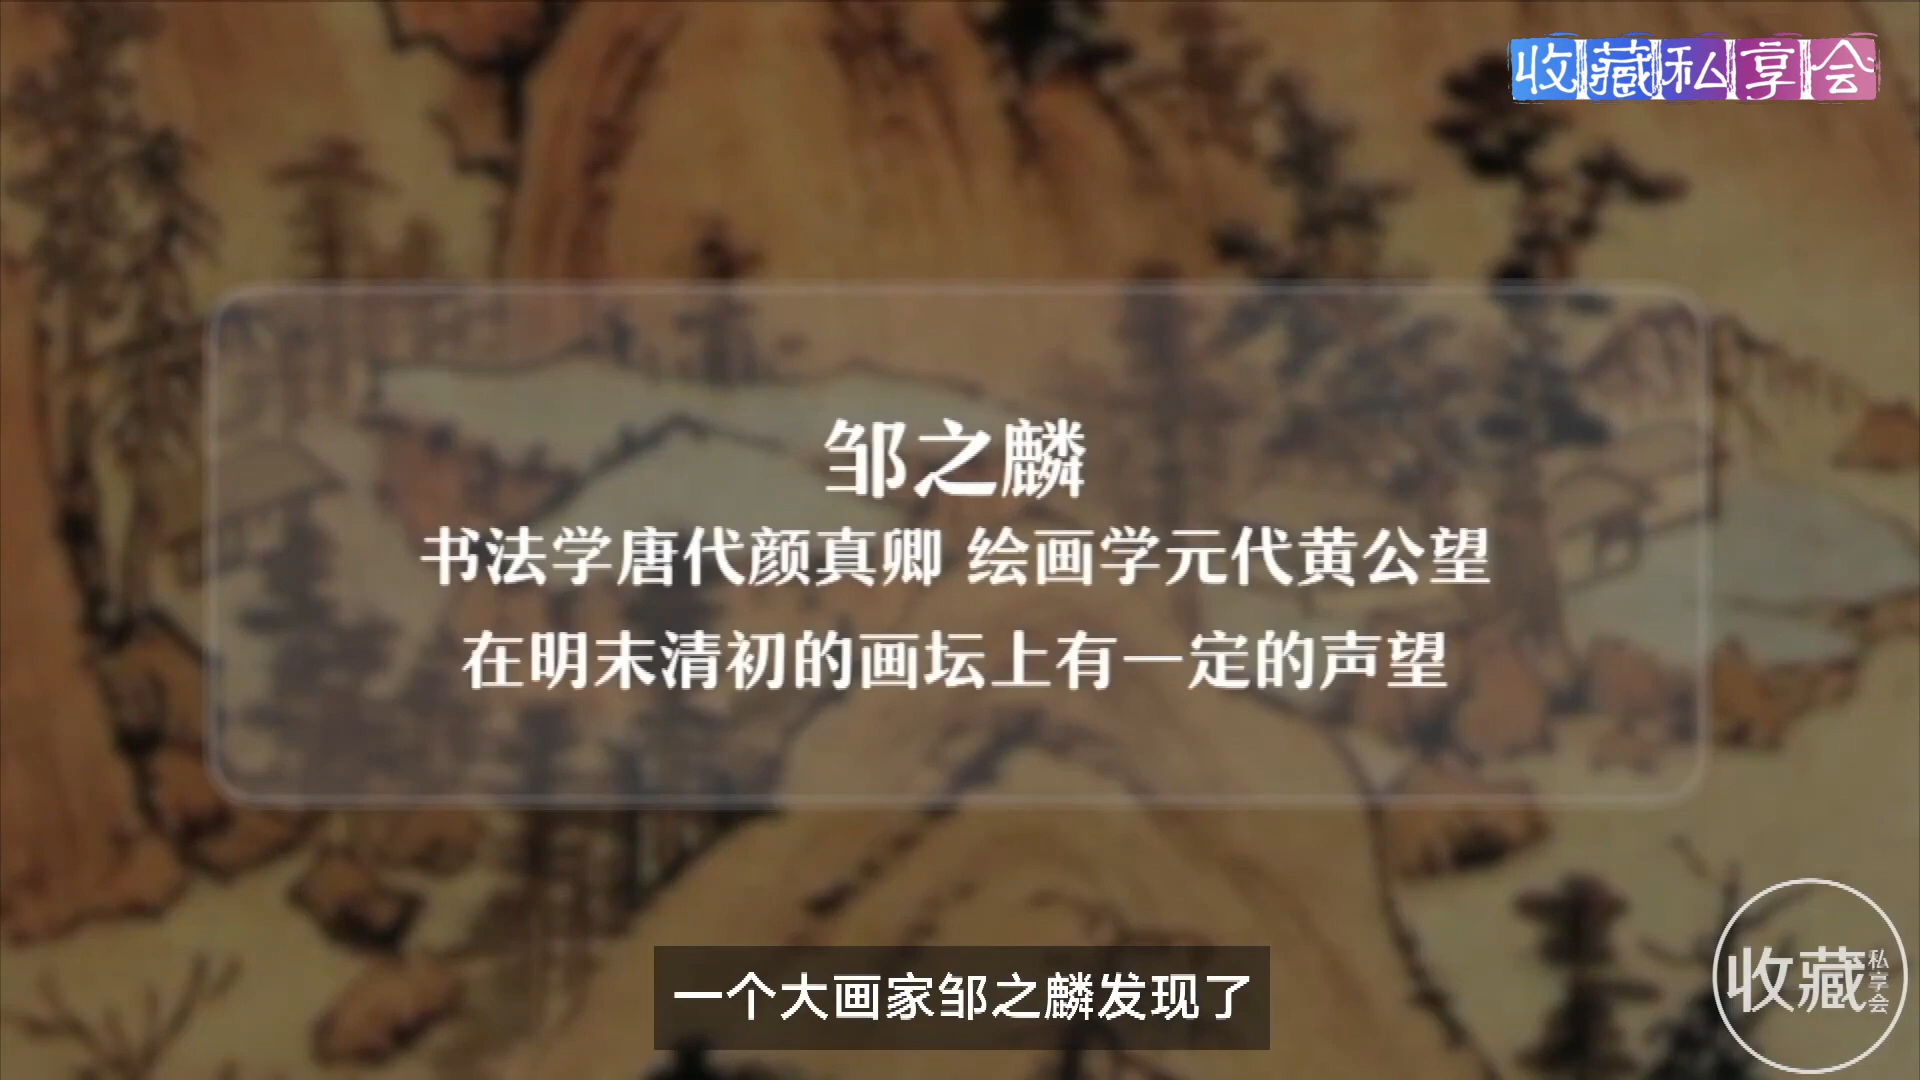 收藏私享会
邹之麟
书法学唐代颜真卿 绘画学元代黄公望
在明末清初的画坛上有一定的声望
一个大画家邹之麟发现了
收藏私享会